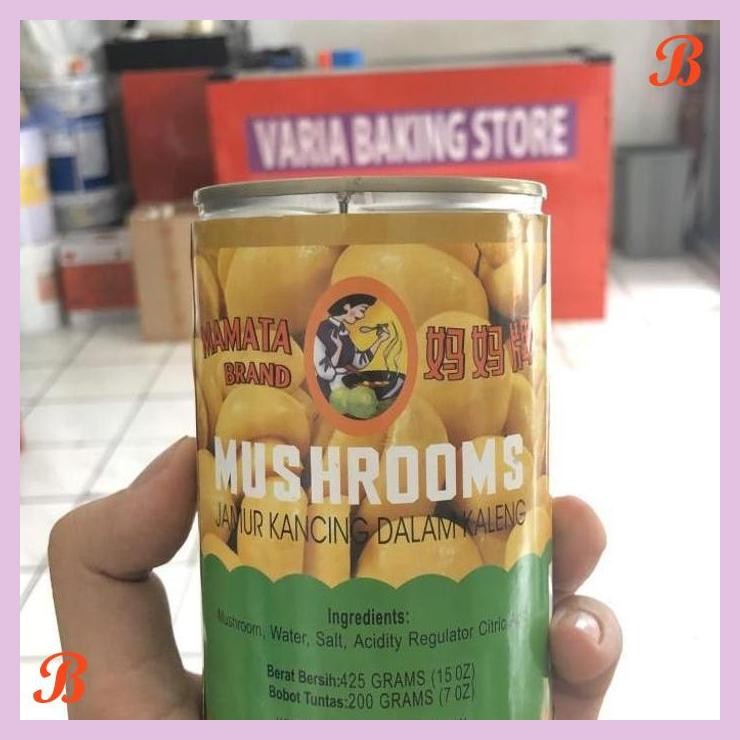 B
VARIA BAKING STORE
MAMATA
BRAND
妈妈牌
MUSHROOMS
JAMUR KANCING DALAM KALENG
Ingredients:
Mushroom, Water, Salt, Acidity Regulator Citric
Berat Bersih:425 GRAMS (15 OZ)
Bobot Tuntas:200 GRAMS (7 OZ)
B